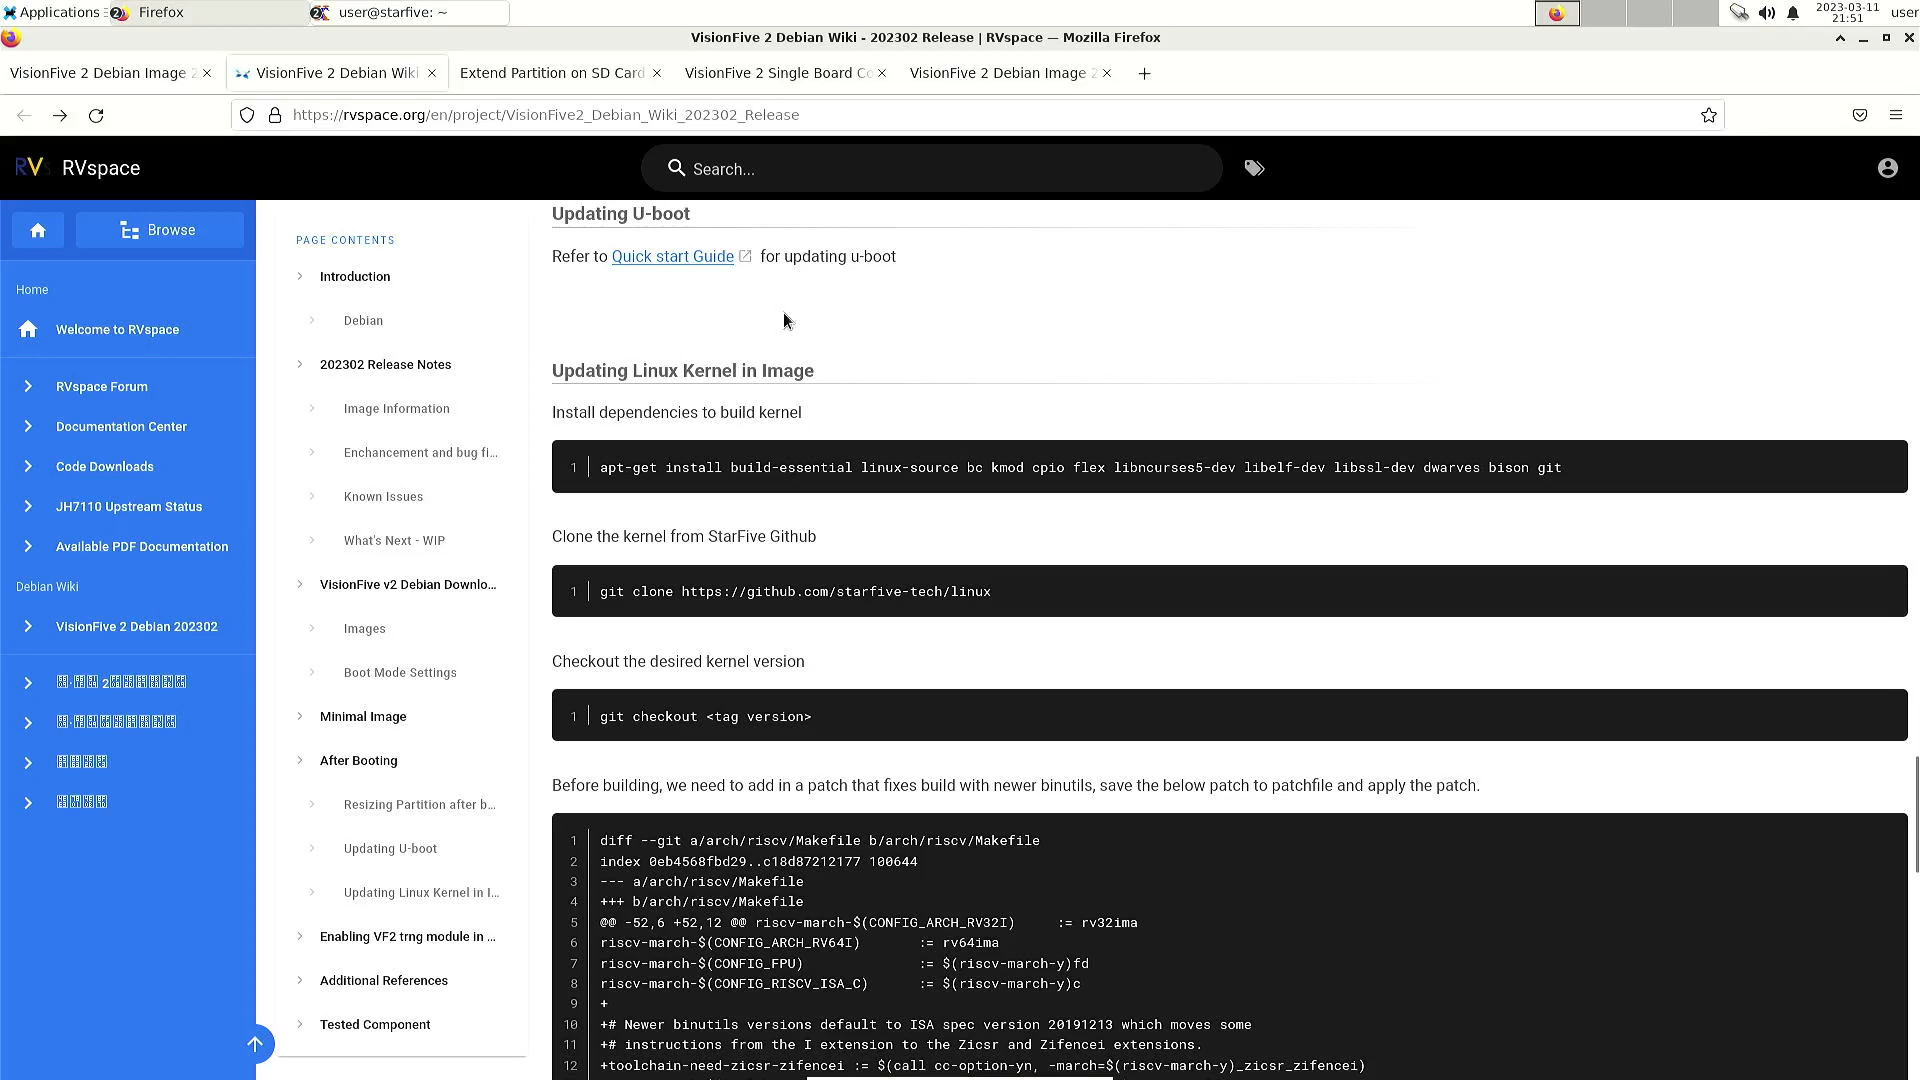 Applications
Firefox
user@starfive: ~
2023-03-11
21:51
user
VisionFive 2 Debian Wiki - 202302 Release | RVspace — Mozilla Firefox
VisionFive 2 Debian Image 2
VisionFive 2 Debian Wiki
Extend Partition on SD Card
VisionFive 2 Single Board Co
VisionFive 2 Debian Image 2
https://rvspace.org/en/project/VisionFive2_Debian_Wiki_202302_Release
RV RVspace
Search...
Browse
Home
Welcome to RVspace
RVspace Forum
Documentation Center
Code Downloads
JH7110 Upstream Status
Available PDF Documentation
Debian Wiki
VisionFive 2 Debian 202302
PAGE CONTENTS
Introduction
Debian
202302 Release Notes
Image Information
Enchancement and bug fi...
Known Issues
What's Next - WIP
VisionFive v2 Debian Downlo...
Images
Boot Mode Settings
Minimal Image
After Booting
Resizing Partition after b...
Updating U-boot
Updating Linux Kernel in I...
Enabling VF2 trng module in ...
Additional References
Tested Component
Updating U-boot
Refer to Quick start Guide for updating u-boot
Updating Linux Kernel in Image
Install dependencies to build kernel
1 apt-get install build-essential linux-source bc kmod cpio flex libncurses5-dev libelf-dev libssl-dev dwarves bison git
Clone the kernel from StarFive Github
1 git clone https://github.com/starfive-tech/linux
Checkout the desired kernel version
1 git checkout <tag version>
Before building, we need to add in a patch that fixes build with newer binutils, save the below patch to patchfile and apply the patch.
1 diff --git a/arch/riscv/Makefile b/arch/riscv/Makefile
2 index 0eb4568fbd29..c18d87212177 100644
3 --- a/arch/riscv/Makefile
4 +++ b/arch/riscv/Makefile
5 @@ -52,6 +52,12 @@ riscv-march-$(CONFIG_ARCH_RV32I) := rv32ima
6 riscv-march-$(CONFIG_ARCH_RV64I) := rv64ima
7 riscv-march-$(CONFIG_FPU) := $(riscv-march-y)fd
8 riscv-march-$(CONFIG_RISCV_ISA_C) := $(riscv-march-y)c
9 +
10 +# Newer binutils versions default to ISA spec version 20191213 which moves some
11 +# instructions from the I extension to the Zicsr and Zifencei extensions.
12 +toolchain-need-zicsr-zifencei := $(call cc-option-yn, -march=$(riscv-march-y)_zicsr_zifencei)